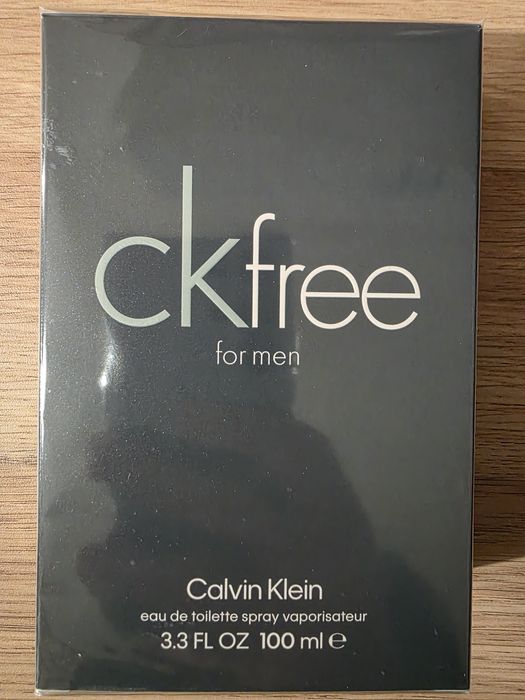 ckfree
for men
Calvin Klein
eau de toilette spray vaporisateur
3.3 FL OZ 100 ml ℮